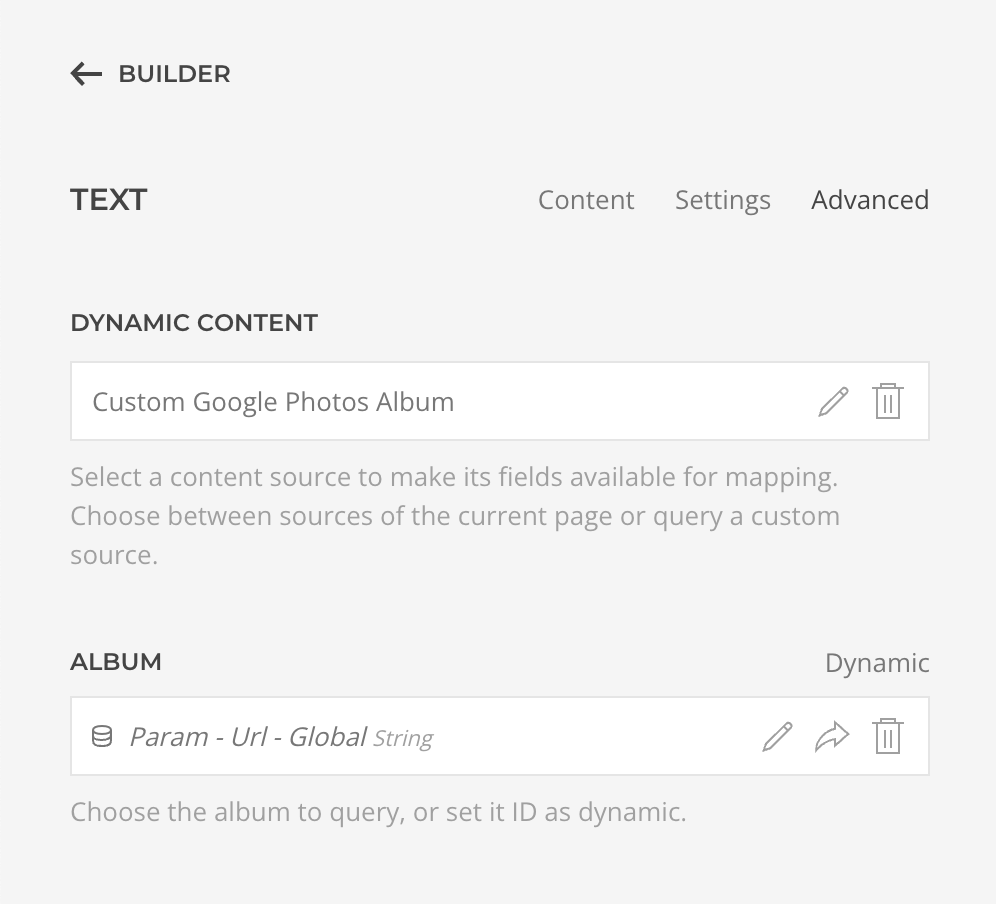 BUILDER
TEXT Content Settings Advanced
DYNAMIC CONTENT
Custom Google Photos Album
Select a content source to make its fields available for mapping.
Choose between sources of the current page or query a custom
source.
ALBUM Dynamic
Param - Url - Global String
Choose the album to query, or set it ID as dynamic.